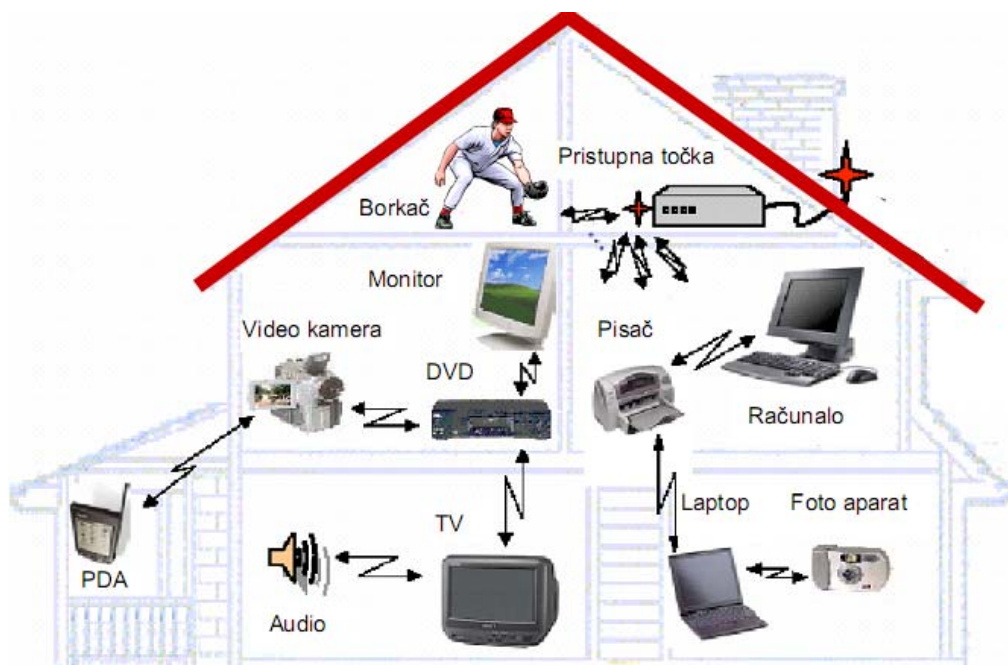 Pristupna točka
Borkač
Monitor
Video kamera
Pisač
DVD
Računalo
Laptop
Foto aparat
TV
PDA
Audio